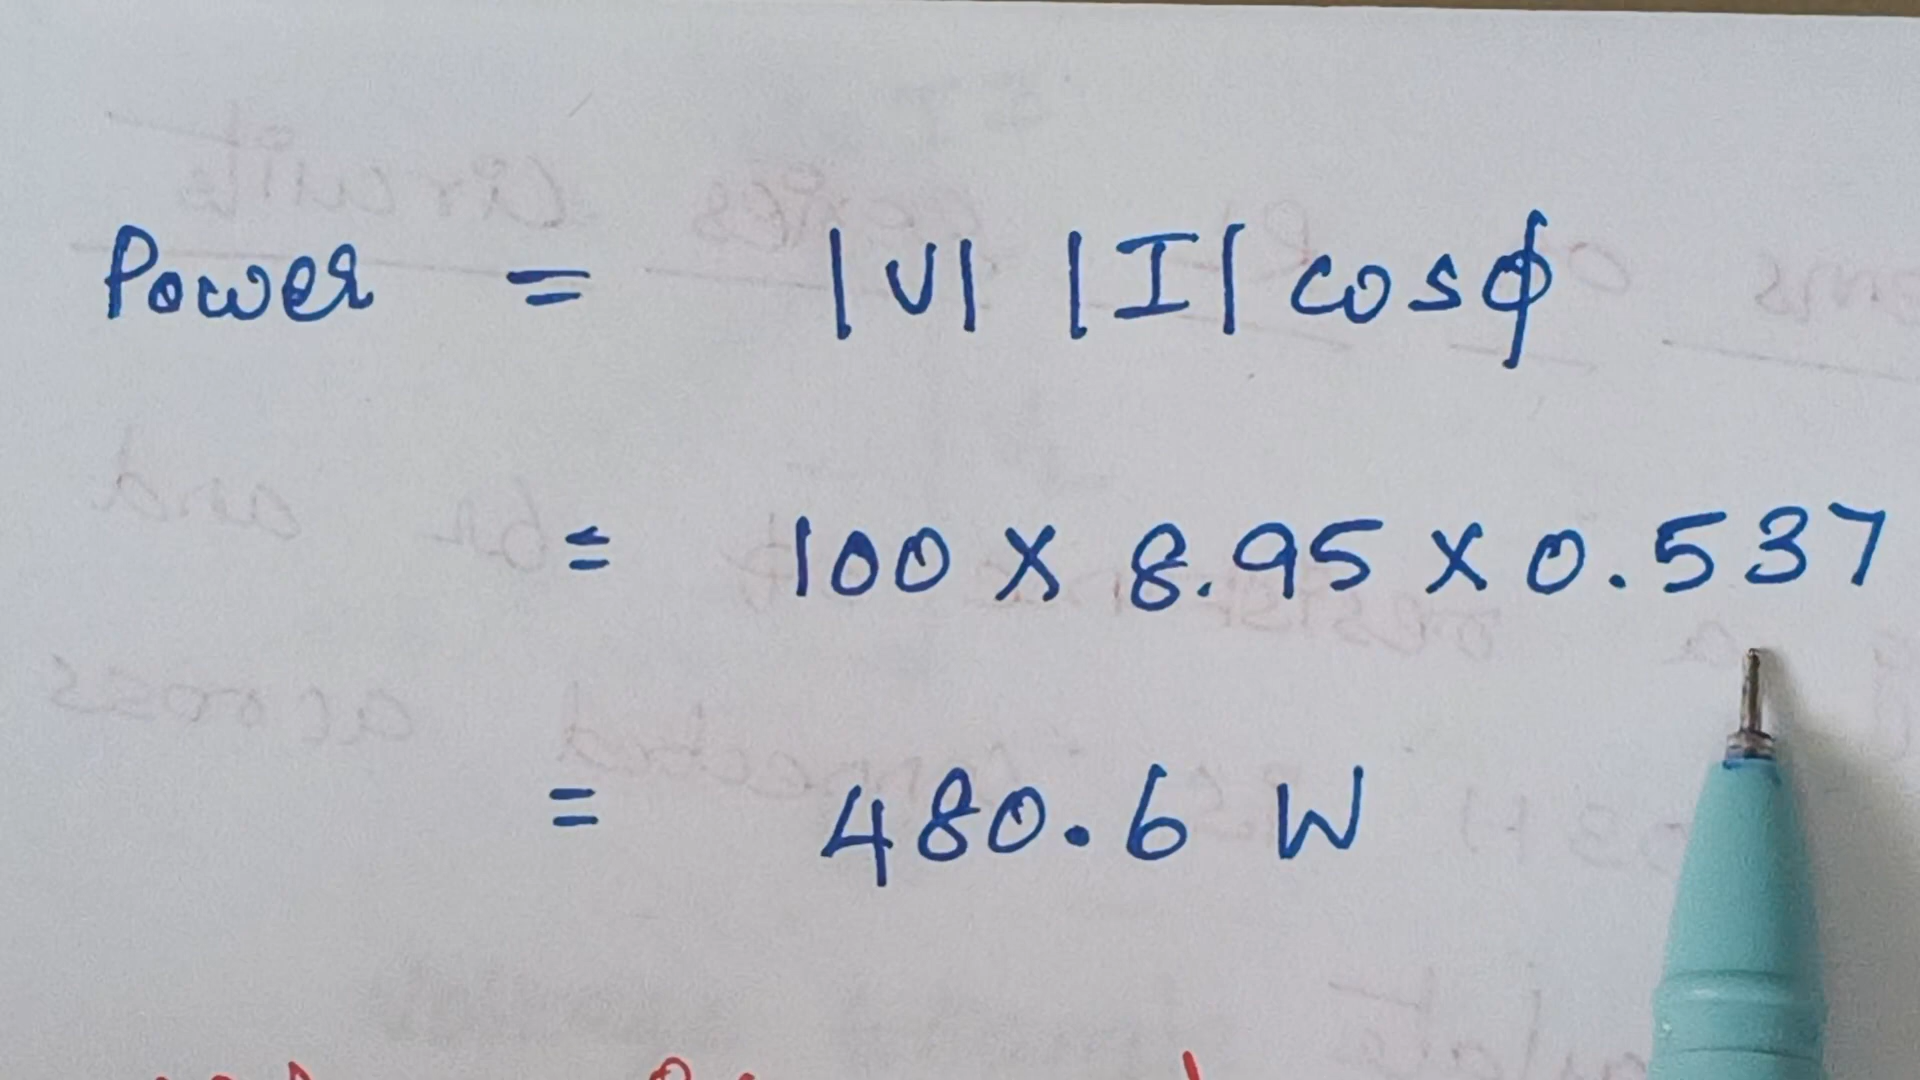 Power = |V| |I| cosϕ
= 100 × 8.95 × 0.537
= 480.6 W